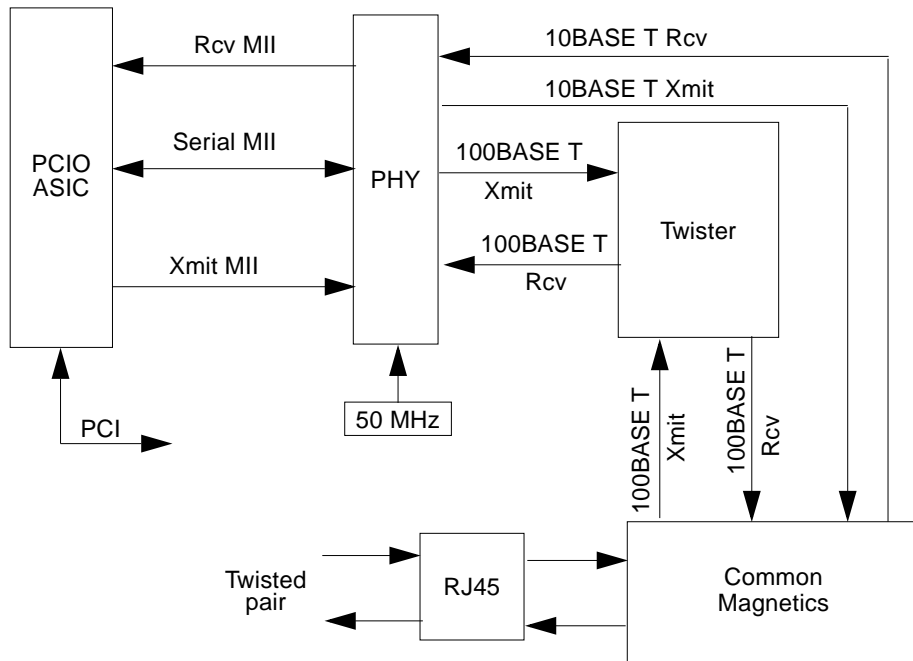 Rcv MII
10BASE T Rcv
10BASE T Xmit
Serial MII
PCIO
ASIC
PHY
100BASE T
Xmit
Twister
100BASE T
Rcv
Xmit MII
50 MHz
PCI
100BASE T
Xmit
100BASE T
Rcv
Twisted
pair
RJ45
Common
Magnetics